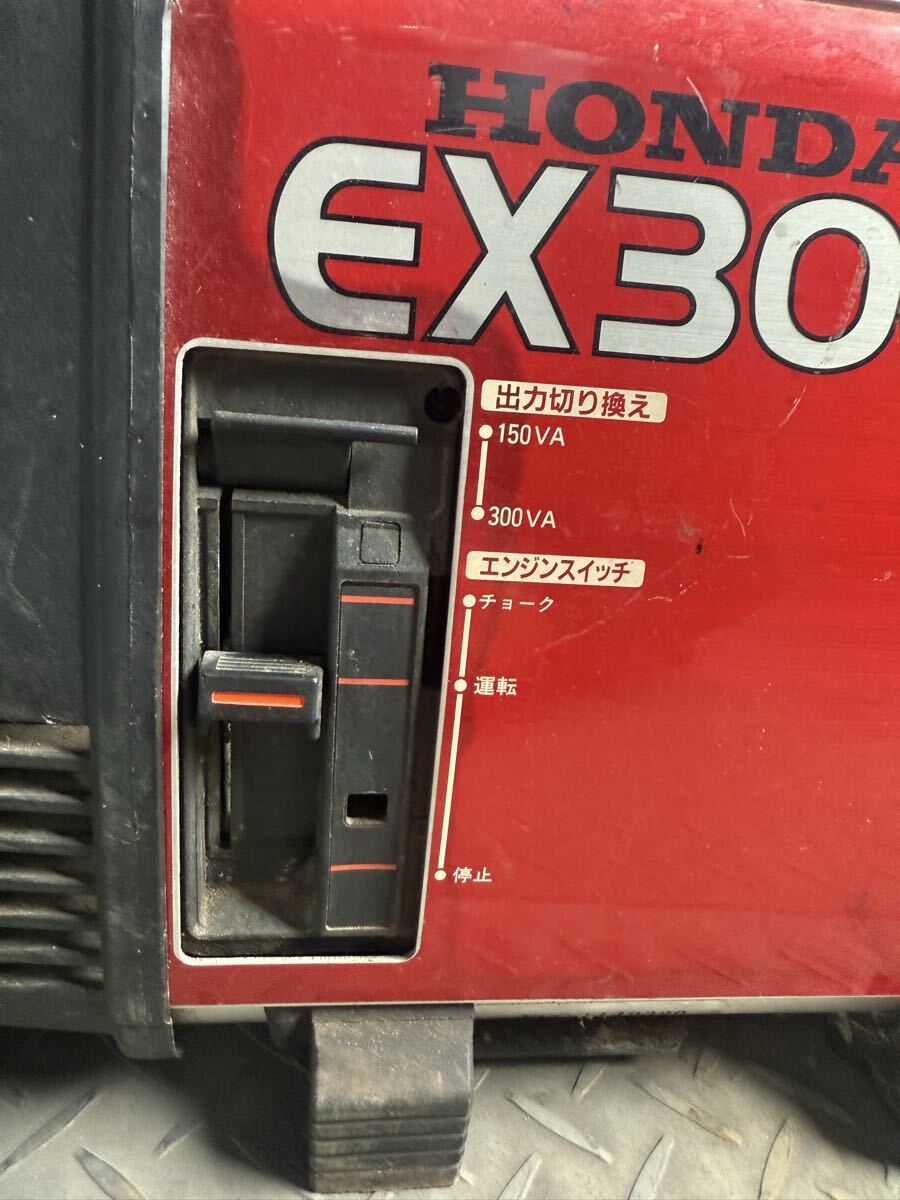 HONDA
EX30
出力切り換え
150VA
300VA
エンジンスイッチ
チョーク
運転
停止